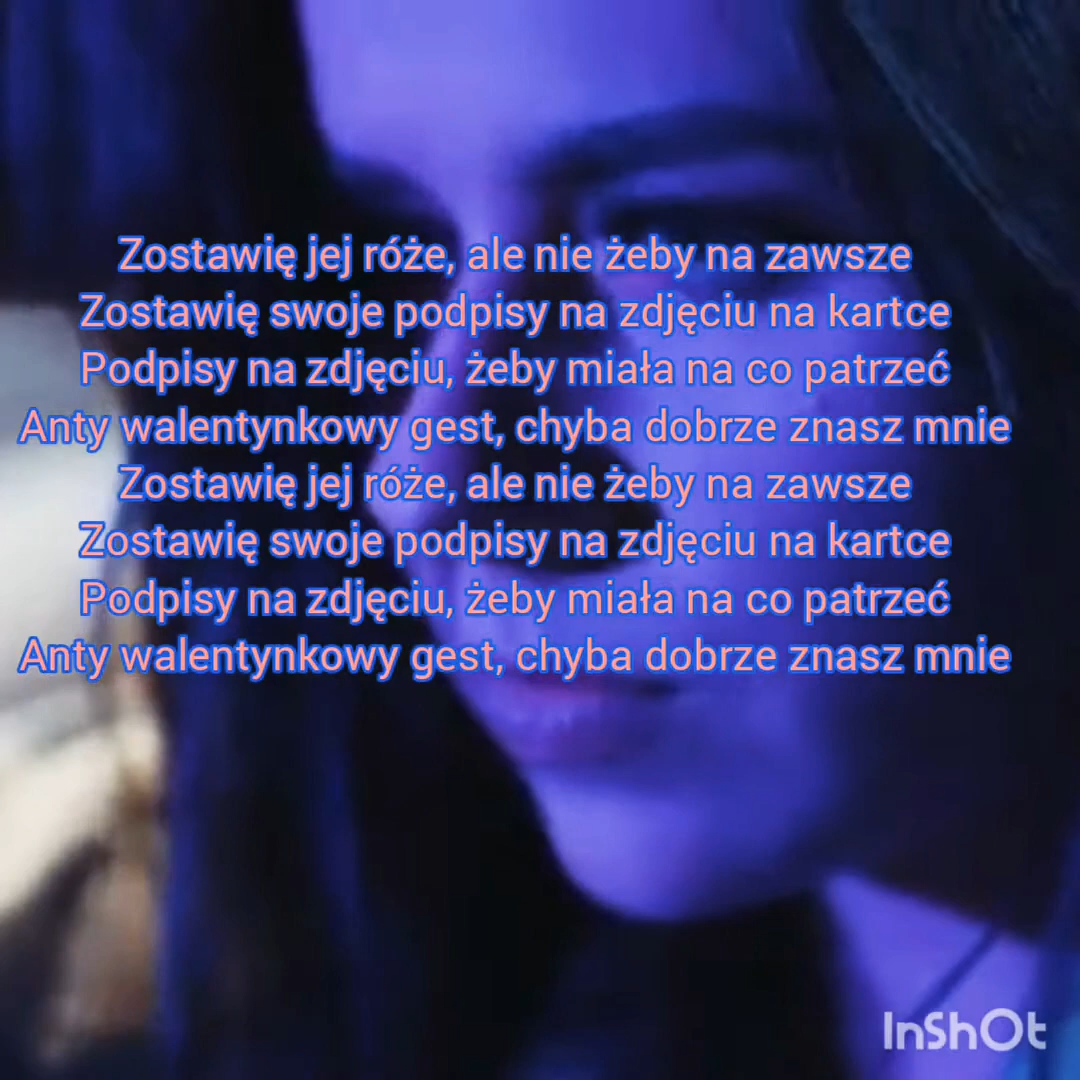 Zostawię jej róże, ale nie żeby na zawsze
Zostawię swoje podpisy na zdjęciu na kartce
Podpisy na zdjęciu, żeby miała na co patrzeć
Anty walentynkowy gest, chyba dobrze znasz mnie
Zostawię jej róże, ale nie żeby na zawsze
Zostawię swoje podpisy na zdjęciu na kartce
Podpisy na zdjęciu, żeby miała na co patrzeć
Anty walentynkowy gest, chyba dobrze znasz mnie
InShOt